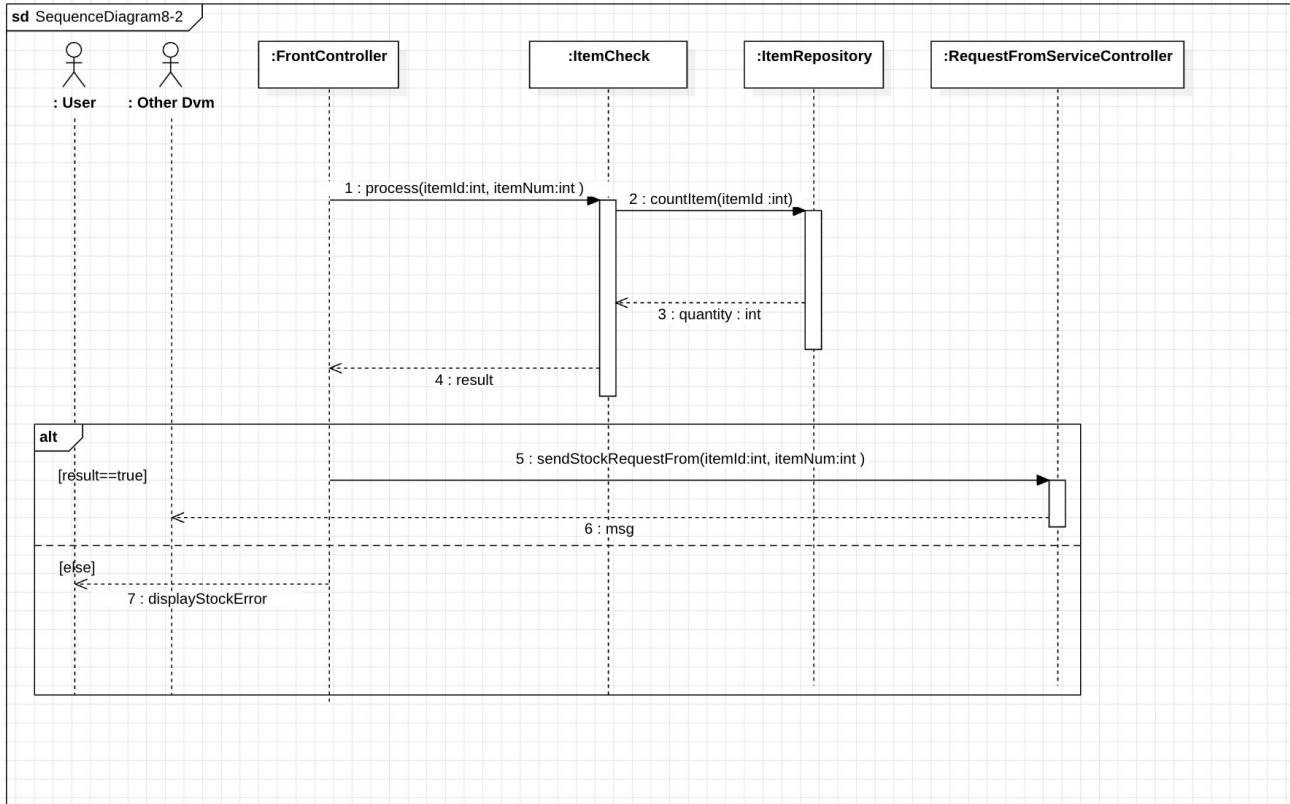 sd SequenceDiagram8-2
: User
: Other Dvm
:FrontController
:ItemCheck
:ItemRepository
:RequestFromServiceController
1 : process(itemId:int, itemNum:int )
2 : countItem(itemId :int)
3 : quantity : int
4 : result
alt
[result==true]
5 : sendStockRequestFrom(itemId:int, itemNum:int )
6 : msg
[else]
7 : displayStockError